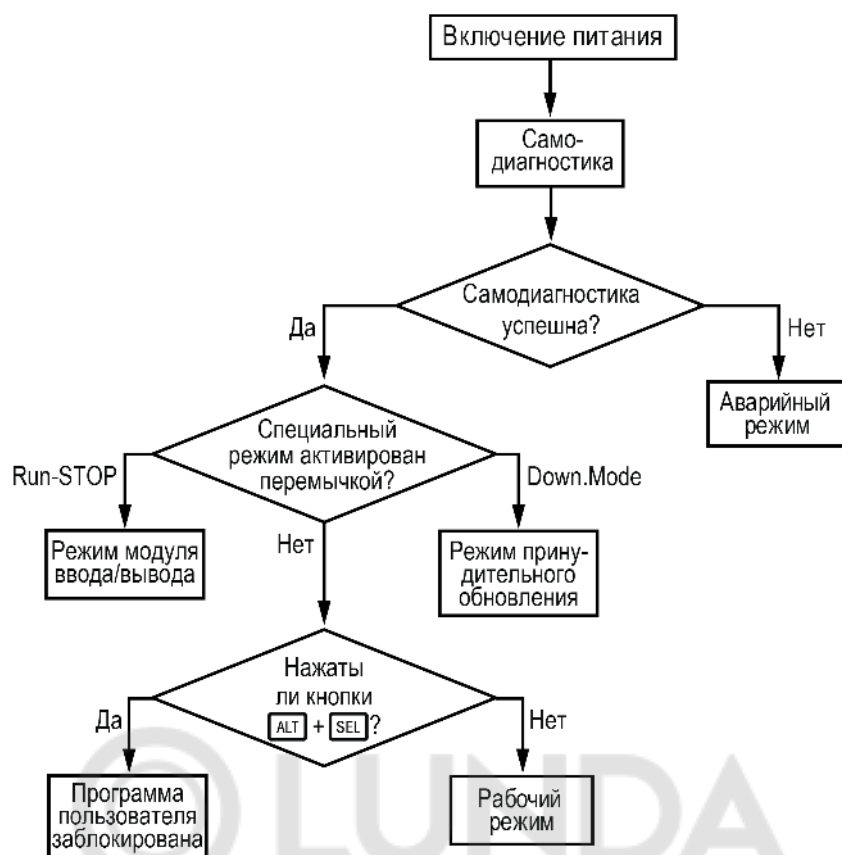 Включение питания
Само-
диагностика
Самодиагностика
успешна?
Да
Нет
Аварийный
режим
Специальный
режим активирован
перемычкой?
Run-STOP
Down.Mode
Режим модуля
ввода/вывода
Нет
Режим прину-
дительного
обновления
Нажаты
ли кнопки
ALT + SEL ?
Да
Нет
Программа
пользователя
заблокирована
Рабочий
режим
LUNDA